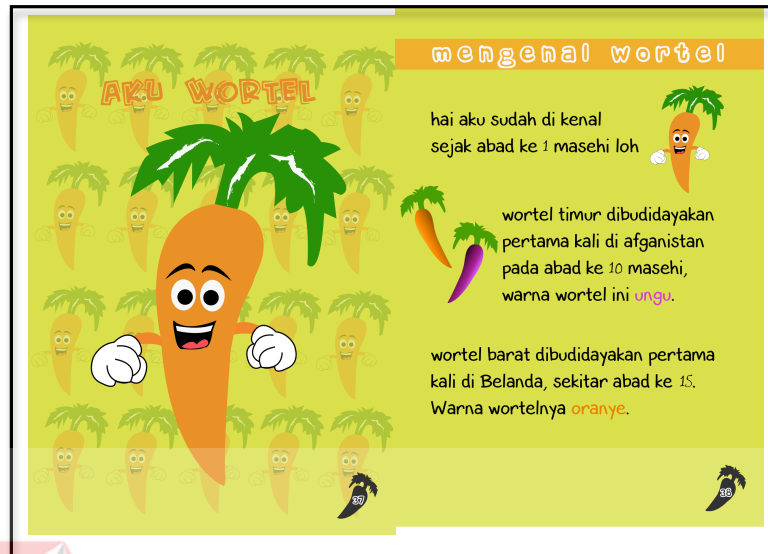 AKU WORTEL
37
mengenal wortel
hai aku sudah di kenal
sejak abad ke 1 masehi loh
wortel timur dibudidayakan
pertama kali di afganistan
pada abad ke 10 masehi,
warna wortel ini ungu.
wortel barat dibudidayakan pertama
kali di Belanda, sekitar abad ke 15.
Warna wortelnya oranye.
38